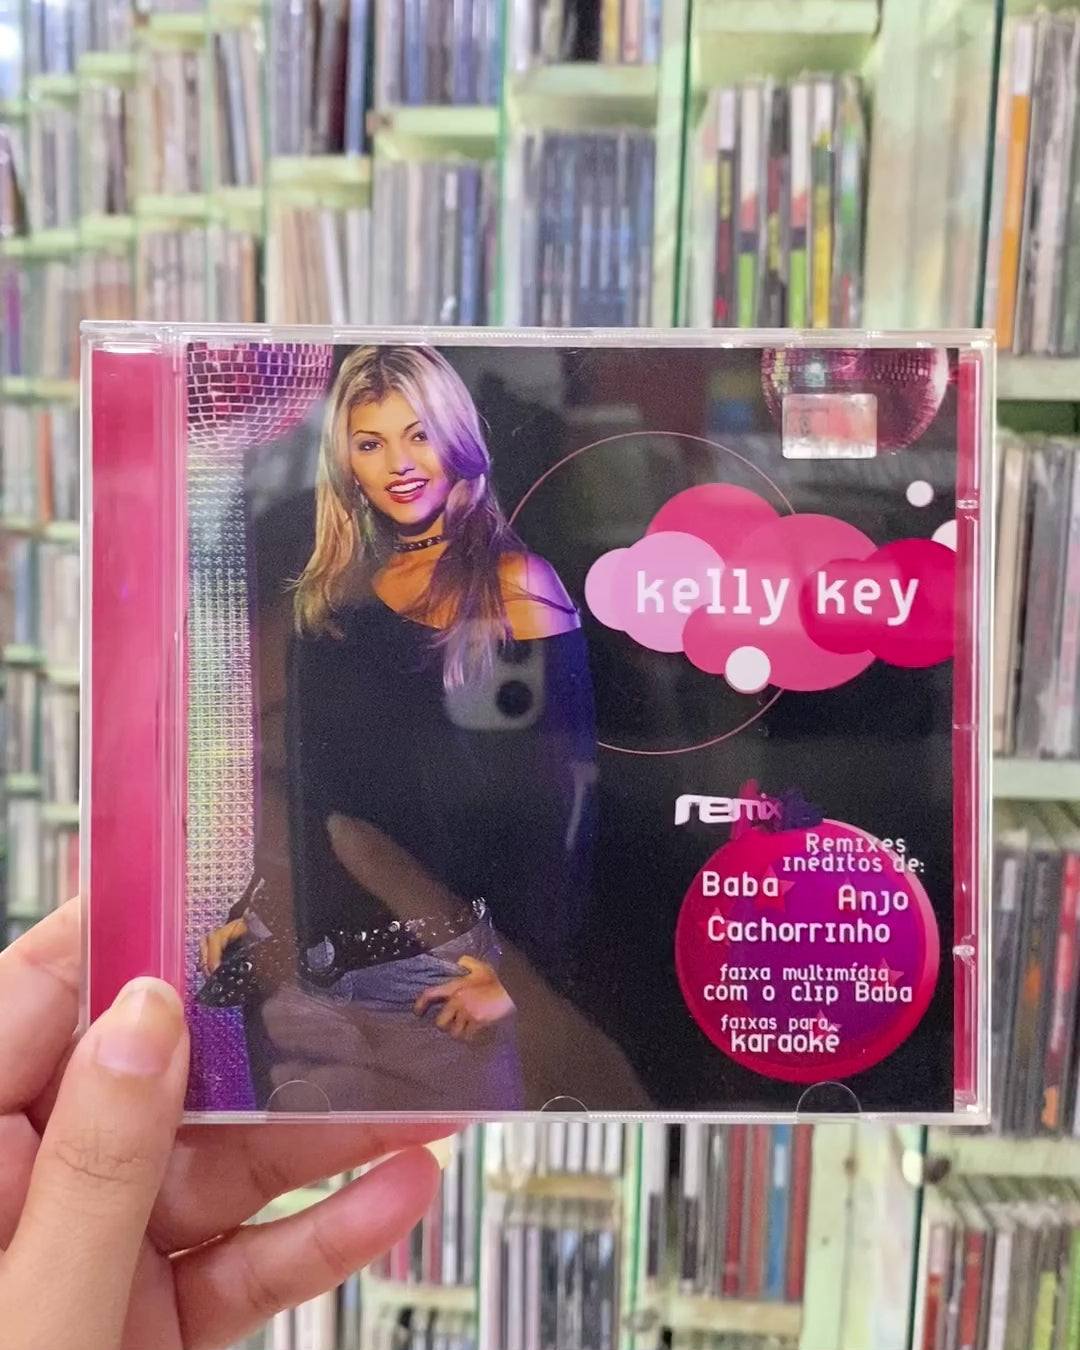 kelly key
remix
Remixes
inéditos de:
Baba
Anjo
Cachorrinho
faixa multimídia
com o clip Baba
faixas para
karaokê